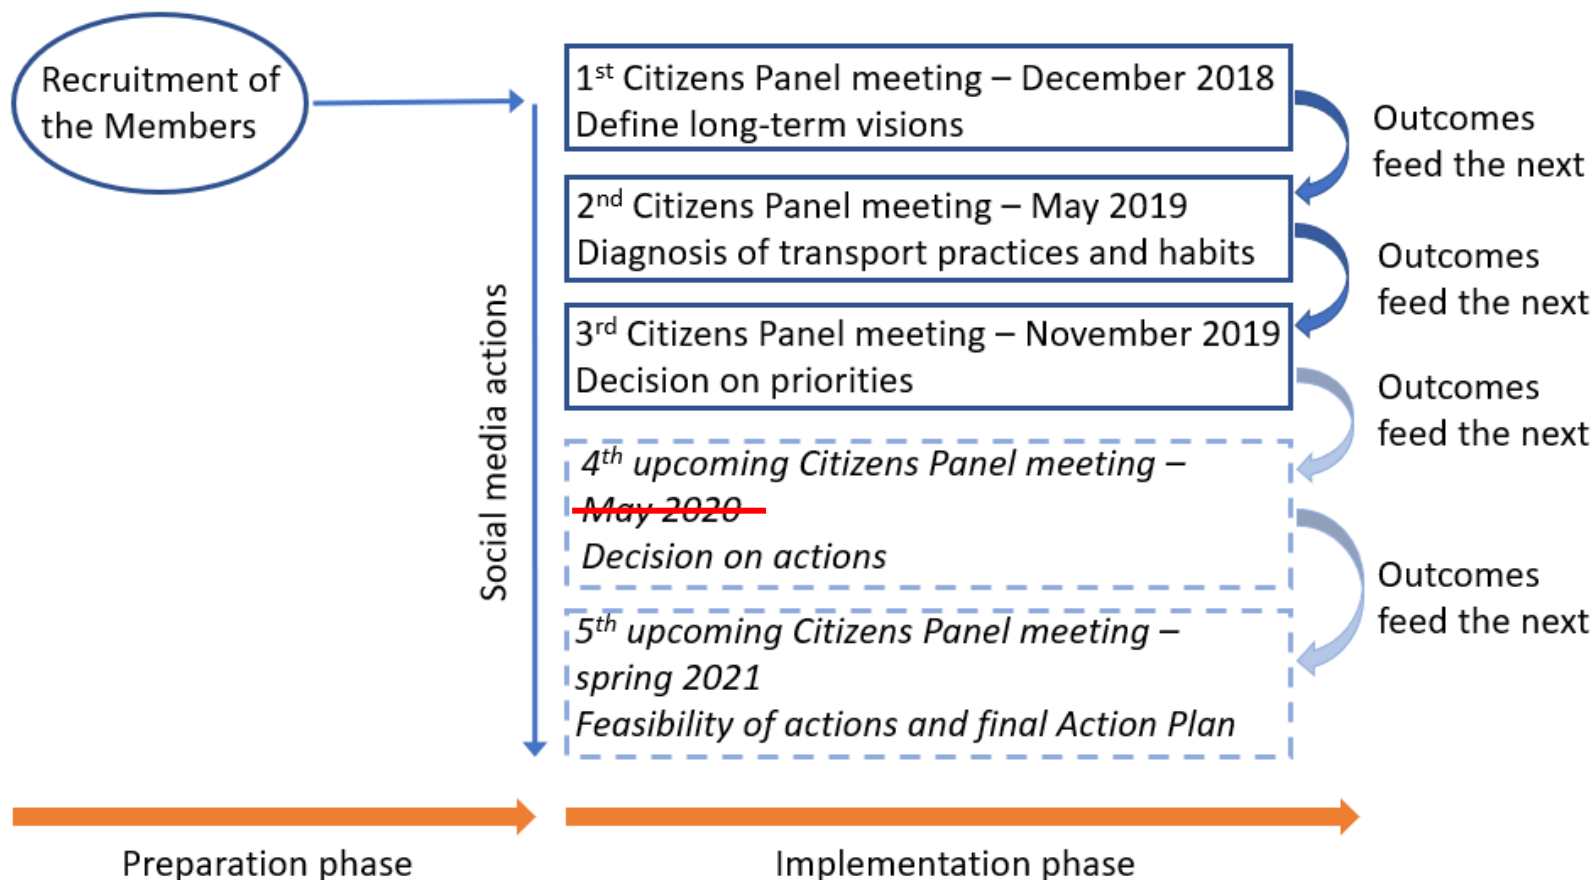 Recruitment of
the Members
Social media actions
1st Citizens Panel meeting – December 2018
Define long-term visions
Outcomes
feed the next
2nd Citizens Panel meeting – May 2019
Diagnosis of transport practices and habits
Outcomes
feed the next
3rd Citizens Panel meeting – November 2019
Decision on priorities
Outcomes
feed the next
4th upcoming Citizens Panel meeting –
May 2020
Decision on actions
Outcomes
feed the next
5th upcoming Citizens Panel meeting –
spring 2021
Feasibility of actions and final Action Plan
Preparation phase
Implementation phase